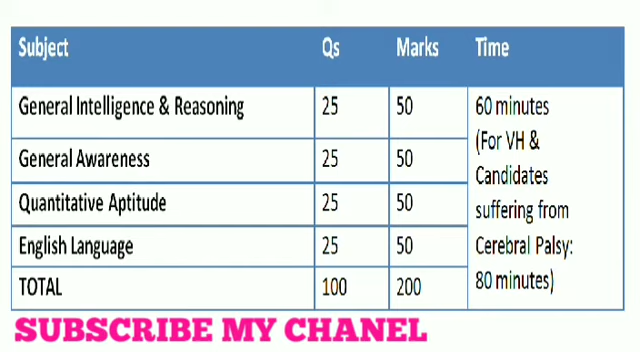 Subject Qs Marks Time
General Intelligence & Reasoning 25 50 60 minutes
(For VH &
General Awareness 25 50
Candidates
Quantitative Aptitude 25 50 suffering from
English Language 25 50 Cerebral Palsy:
TOTAL 100 200 80 minutes)
SUBSCRIBE MY CHANEL